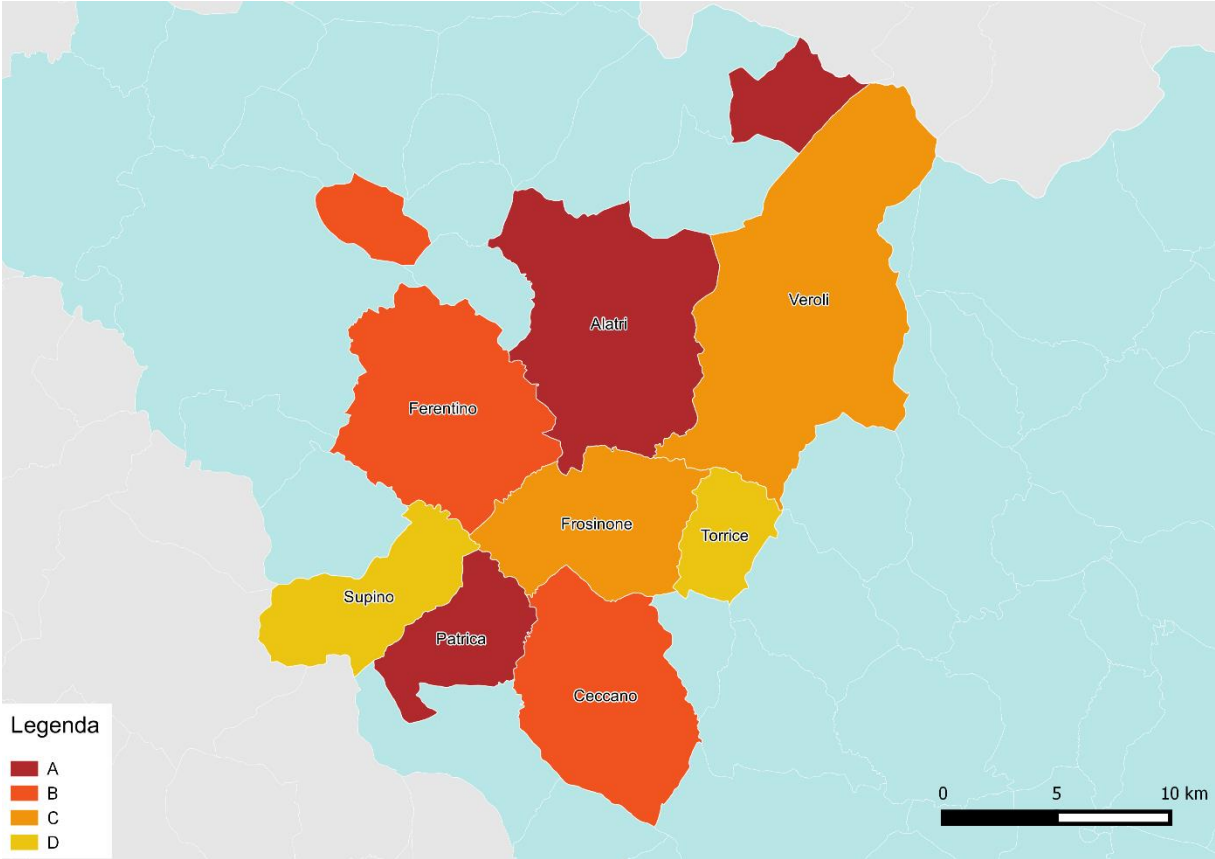 Alatri
Veroli
Ferentino
Frosinone
Torrice
Supino
Patrica
Ceccano
Legenda
A
B
C
D
0 5 10 km